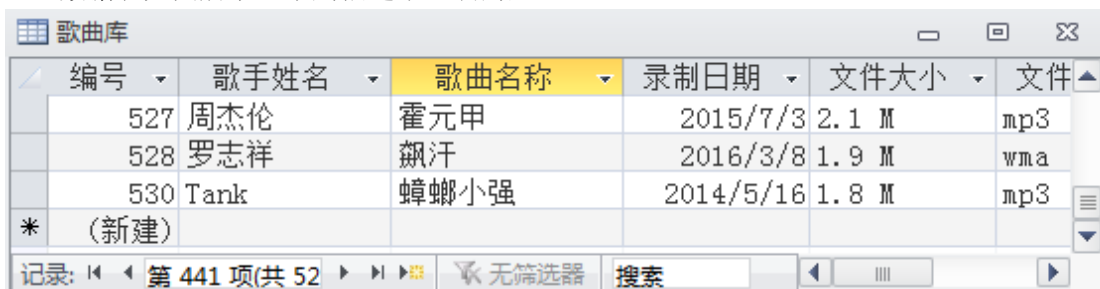 歌曲库
编号 歌手姓名 歌曲名称 录制日期 文件大小 文件
527 周杰伦 霍元甲 2015/7/3 2.1 M mp3
528 罗志祥 飙汗 2016/3/8 1.9 M wma
530 Tank 蟑螂小强 2014/5/16 1.8 M mp3
* (新建)
记录: 第 441 项(共 52 无筛选器 搜索